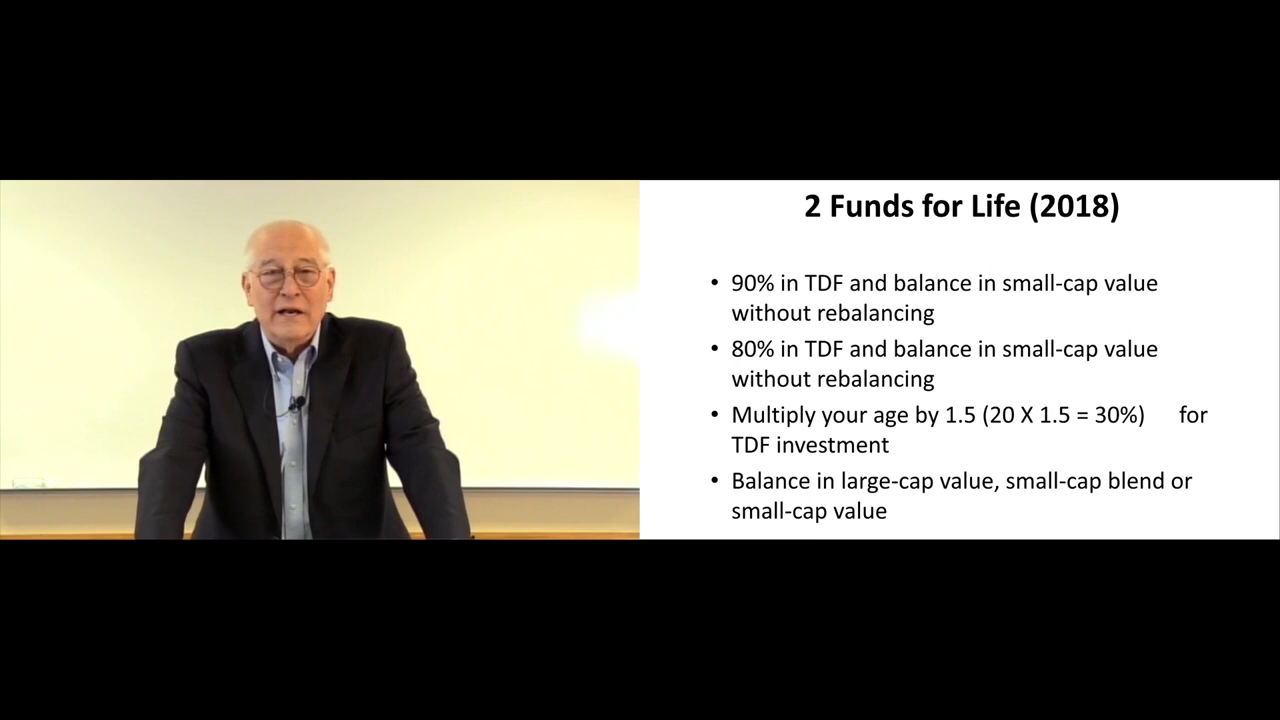 2 Funds for Life (2018)
• 90% in TDF and balance in small-cap value
without rebalancing
• 80% in TDF and balance in small-cap value
without rebalancing
• Multiply your age by 1.5 (20 X 1.5 = 30%) for
TDF investment
• Balance in large-cap value, small-cap blend or
small-cap value